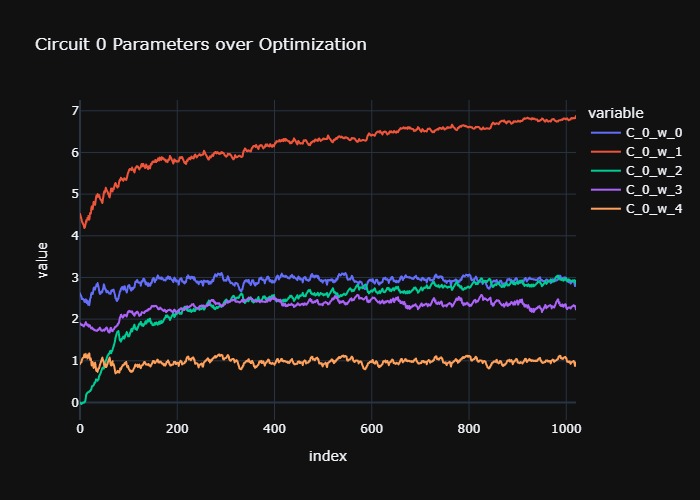 Circuit 0 Parameters over Optimization
variable
C_0_w_0
C_0_w_1
C_0_w_2
C_0_w_3
C_0_w_4
value
7
6
5
4
3
2
1
0
0
200
400
600
800
1000
index